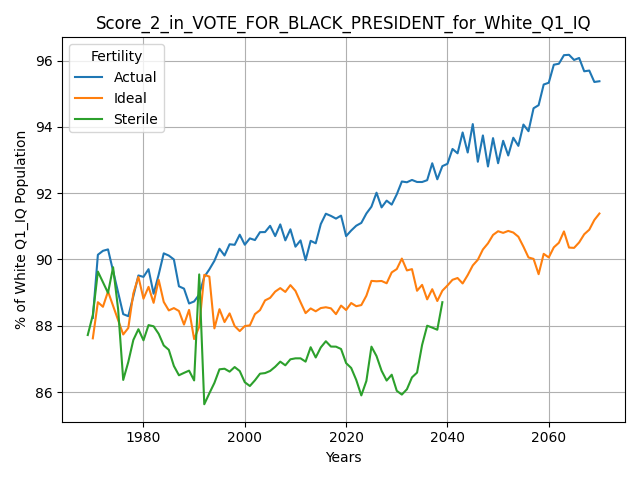 Score_2_in_VOTE_FOR_BLACK_PRESIDENT_for_White_Q1_IQ
Fertility
Actual
Ideal
Sterile
% of White Q1_IQ Population
96
94
92
90
88
86
1980
2000
2020
2040
2060
Years